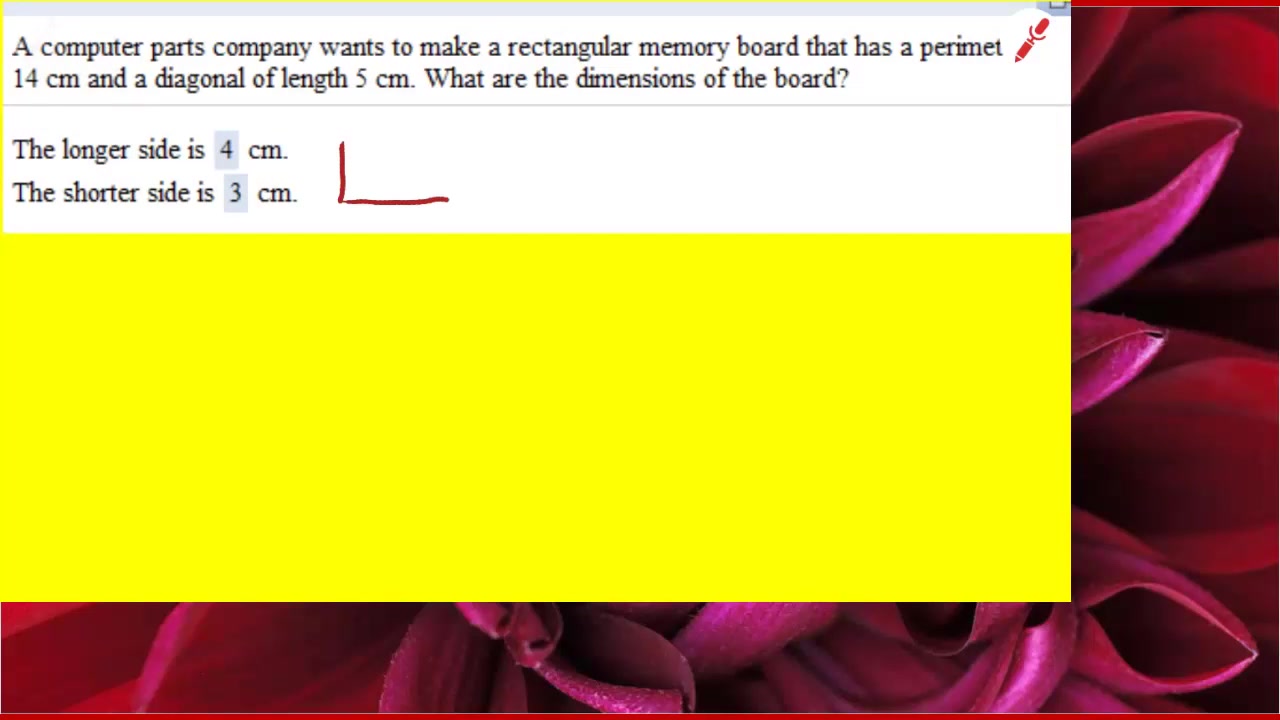 A computer parts company wants to make a rectangular memory board that has a perimet
14 cm and a diagonal of length 5 cm. What are the dimensions of the board?
The longer side is 4 cm.
The shorter side is 3 cm.